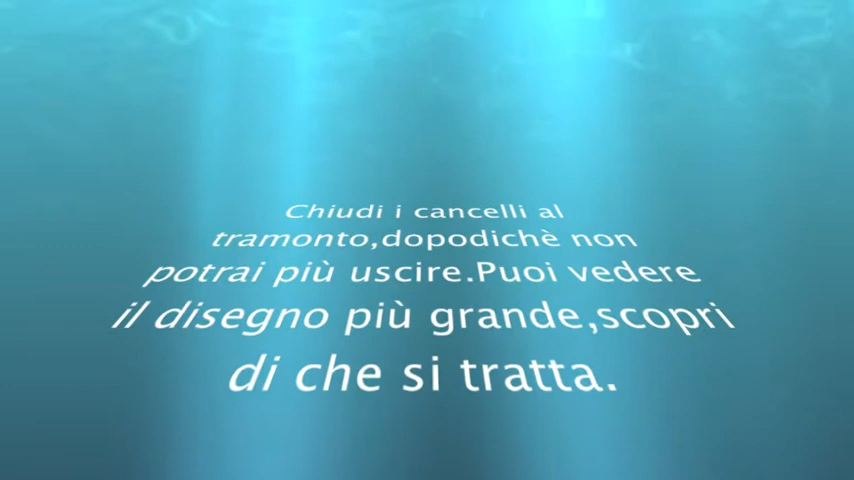 Chiudi i cancelli al
tramonto,dopodichè non
potrai più uscire.Puoi vedere
il disegno più grande,scopri
di che si tratta.